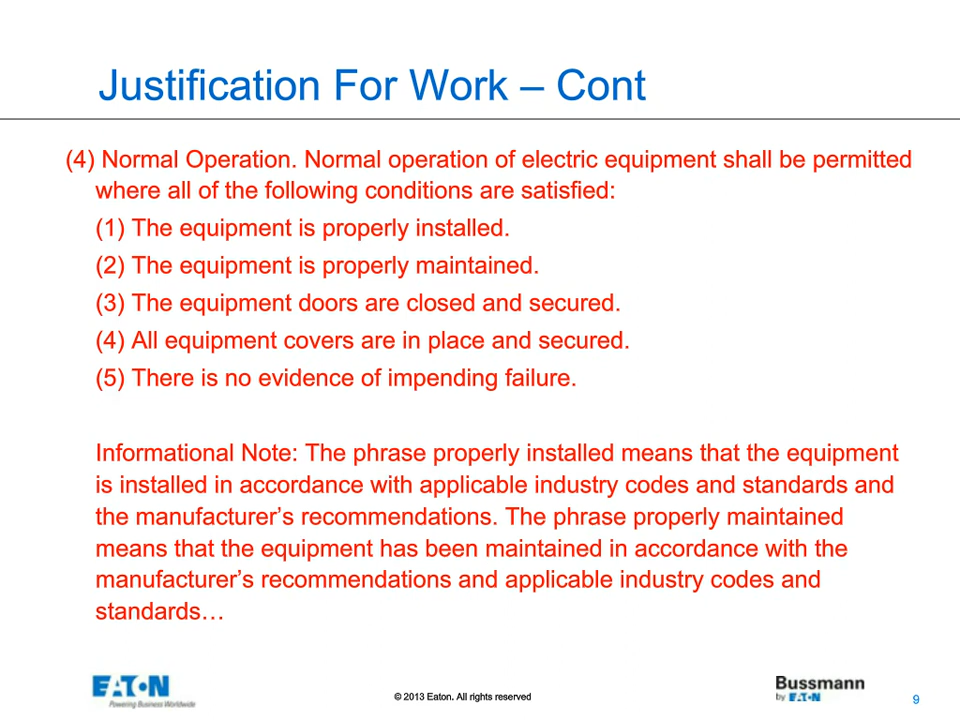 Justification For Work – Cont
(4) Normal Operation. Normal operation of electric equipment shall be permitted
where all of the following conditions are satisfied:
(1) The equipment is properly installed.
(2) The equipment is properly maintained.
(3) The equipment doors are closed and secured.
(4) All equipment covers are in place and secured.
(5) There is no evidence of impending failure.
Informational Note: The phrase properly installed means that the equipment
is installed in accordance with applicable industry codes and standards and
the manufacturer’s recommendations. The phrase properly maintained
means that the equipment has been maintained in accordance with the
manufacturer’s recommendations and applicable industry codes and
standards…
EATON
Powering Business Worldwide
© 2013 Eaton. All rights reserved
Bussmann
by EATON
9